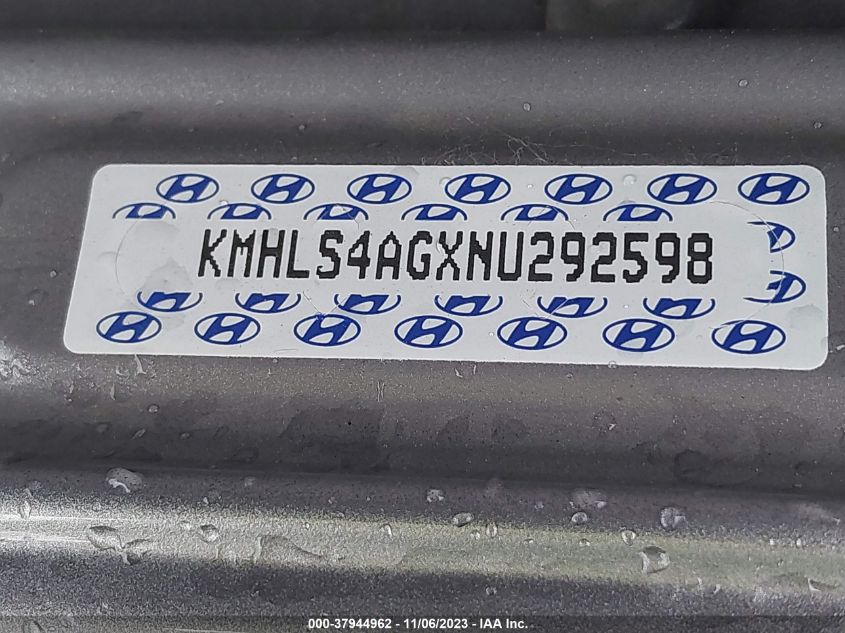 KMHLS4AGXNU292598
000-37944962 - 11/06/2023 - IAA Inc.